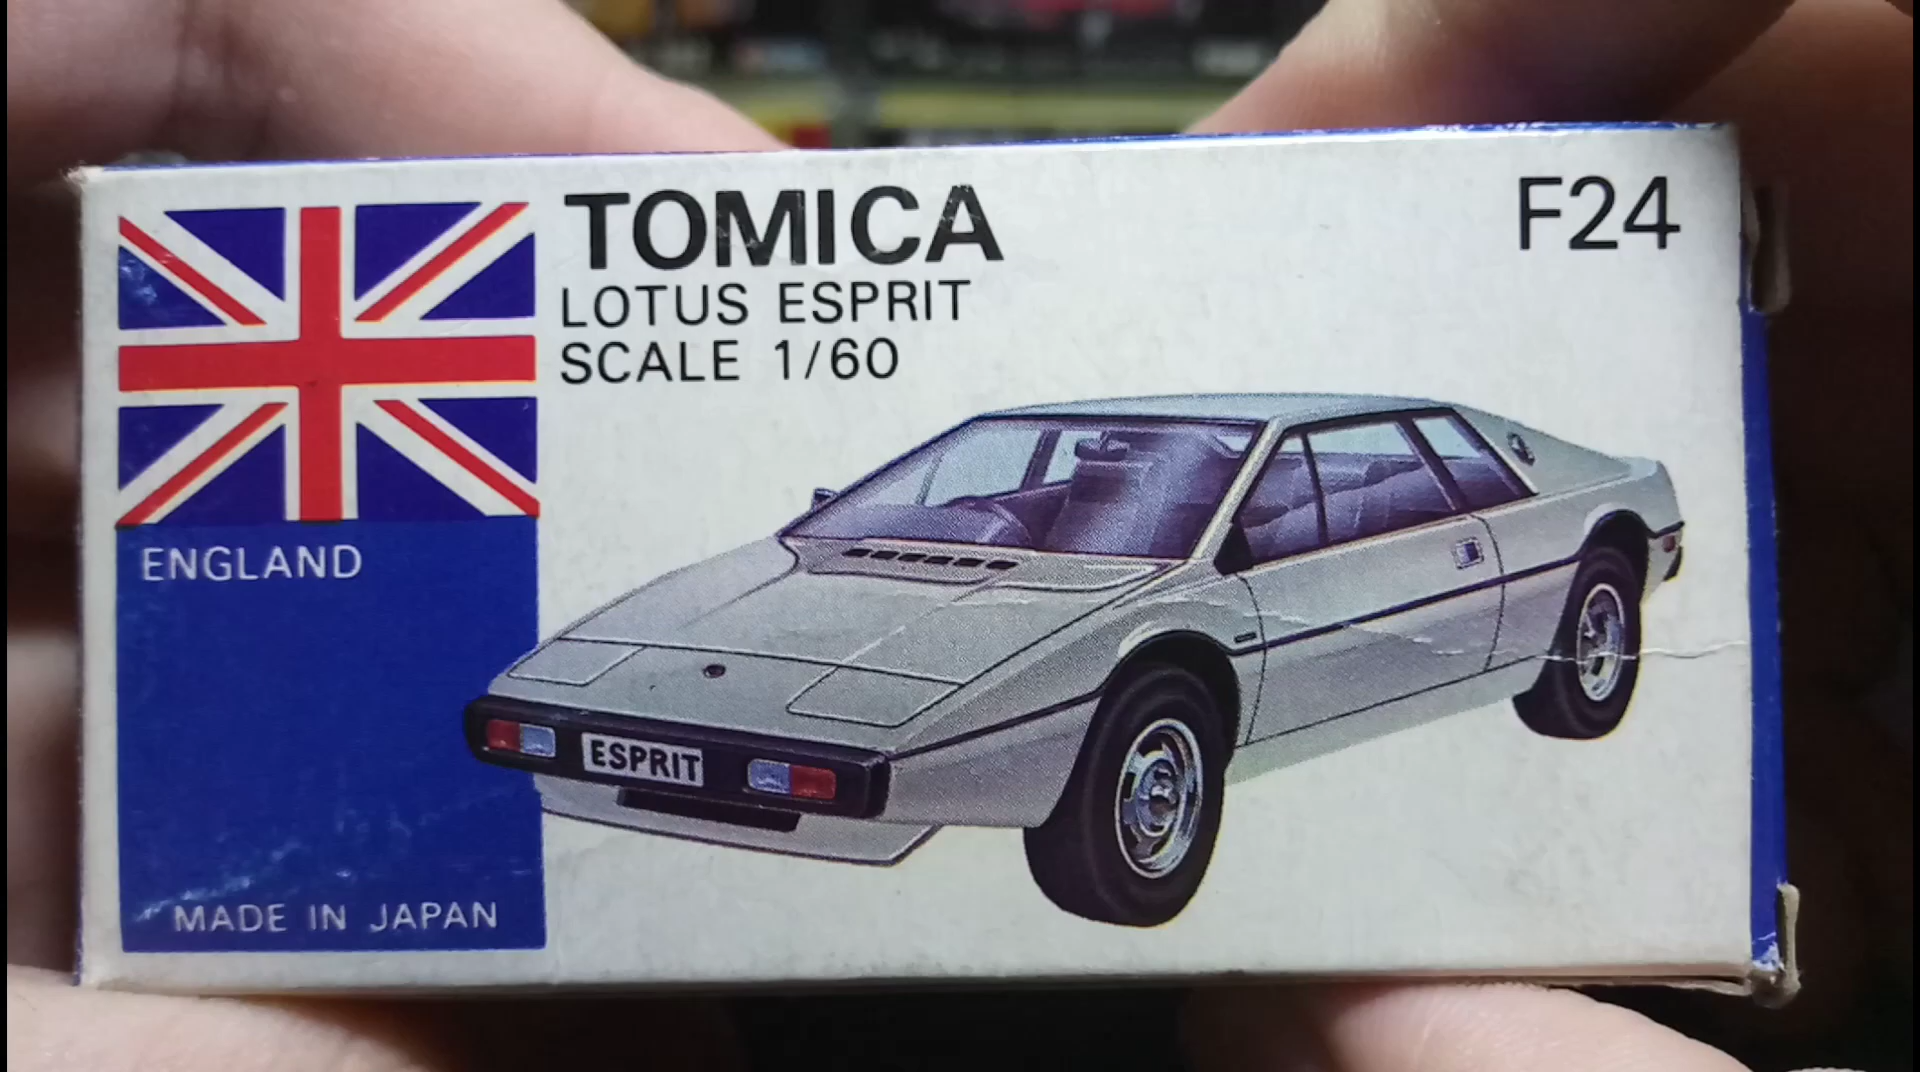 TOMICA
F24
LOTUS ESPRIT
SCALE 1/60
ENGLAND
ESPRIT
MADE IN JAPAN